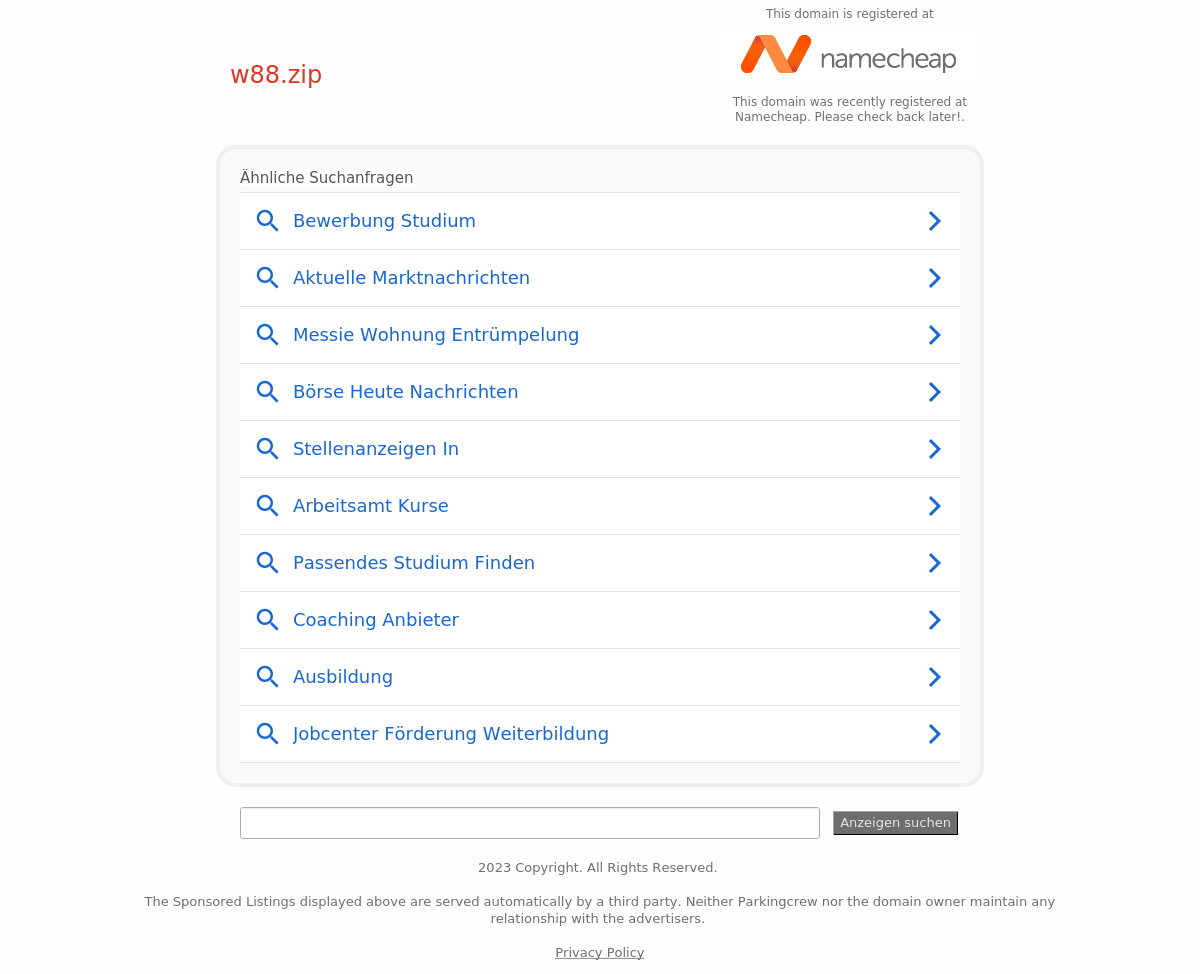 This domain is registered at
namecheap
w88.zip
This domain was recently registered at
Namecheap. Please check back later!.
Ähnliche Suchanfragen
Bewerbung Studium
Aktuelle Marktnachrichten
Messie Wohnung Entrümpelung
Börse Heute Nachrichten
Stellenanzeigen In
Arbeitsamt Kurse
Passendes Studium Finden
Coaching Anbieter
Ausbildung
Jobcenter Förderung Weiterbildung
Anzeigen suchen
2023 Copyright. All Rights Reserved.
The Sponsored Listings displayed above are served automatically by a third party. Neither Parkingcrew nor the domain owner maintain any
relationship with the advertisers.
Privacy Policy